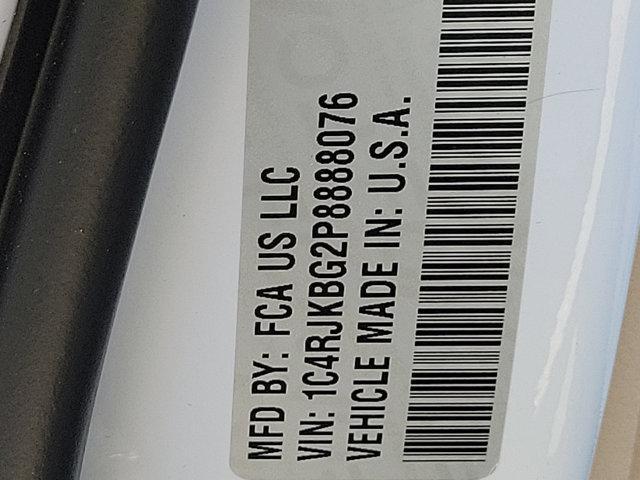 MFD BY: FCA US LLC
VIN: 1C4RJKBG2P8888076
VEHICLE MADE IN: U.S.A.